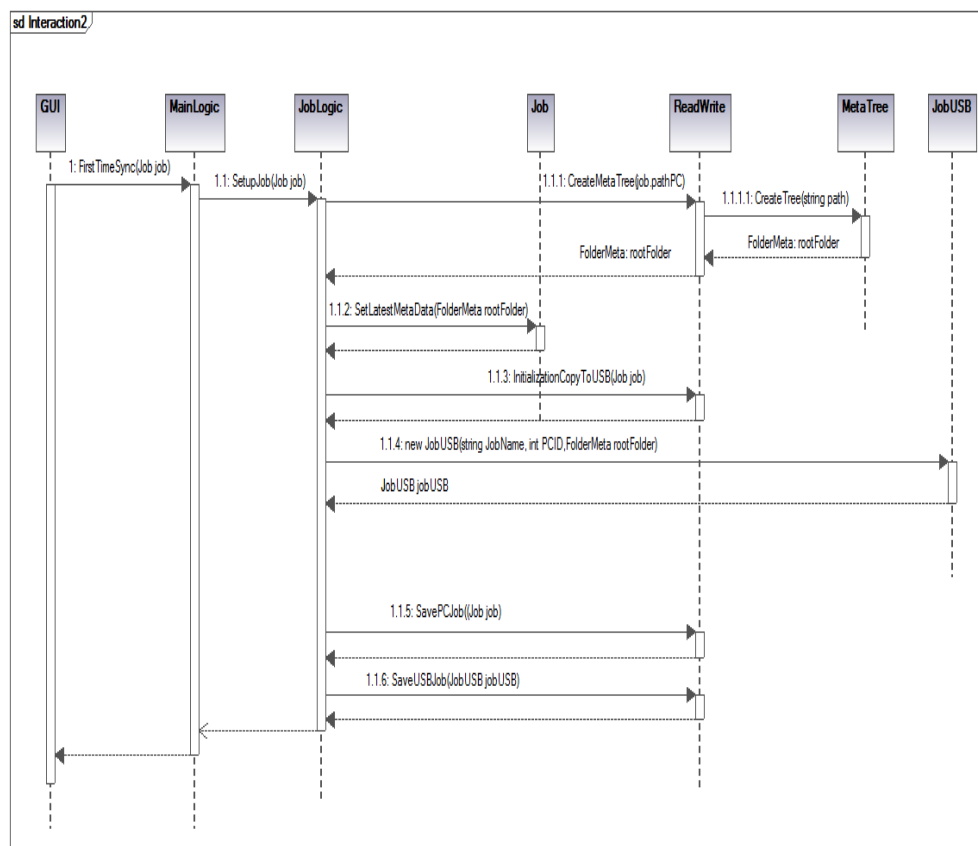 sd Interaction2
GUI
MainLogic
JobLogic
Job
ReadWrite
MetaTree
JobUSB
1: FirstTimeSync(Job job)
1.1: SetupJob(Job job)
1.1.1: CreateMetaTree(job.pathPC)
1.1.1.1: CreateTree(string path)
FolderMeta: rootFolder
FolderMeta: rootFolder
1.1.2: SetLatestMetaData(FolderMeta rootFolder)
1.1.3: InitializationCopyToUSB(Job job)
1.1.4: new JobUSB(string JobName, int PCID,FolderMeta rootFolder)
JobUSB jobUSB
1.1.5: SavePCJob((Job job)
1.1.6: SaveUSBJob(JobUSB jobUSB)